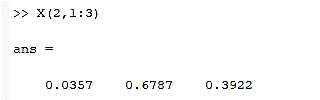 >> X(2,1:3)
ans =
0.0357 0.6787 0.3922